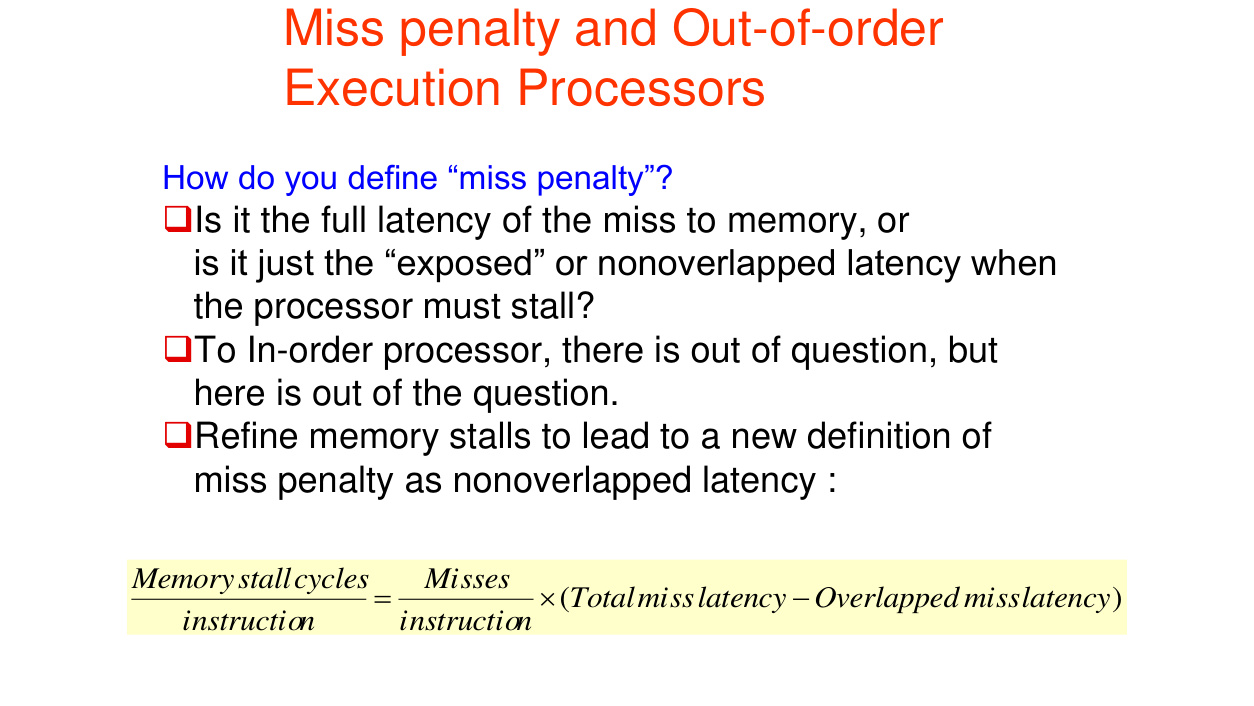 Miss penalty and Out-of-order
Execution Processors
How do you define “miss penalty”?
❑Is it the full latency of the miss to memory, or
is it just the “exposed” or nonoverlapped latency when
the processor must stall?
❑To In-order processor, there is out of question, but
here is out of the question.
❑Refine memory stalls to lead to a new definition of
miss penalty as nonoverlapped latency :
Memory stall cycles / instruction = Misses / instruction × (Total miss latency − Overlapped miss latency)